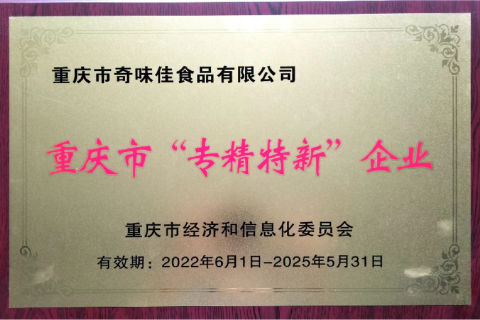 重庆市奇味佳食品有限公司
重庆市“专精特新”企业
重庆市经济和信息化委员会
有效期：2022年6月1日-2025年5月31日